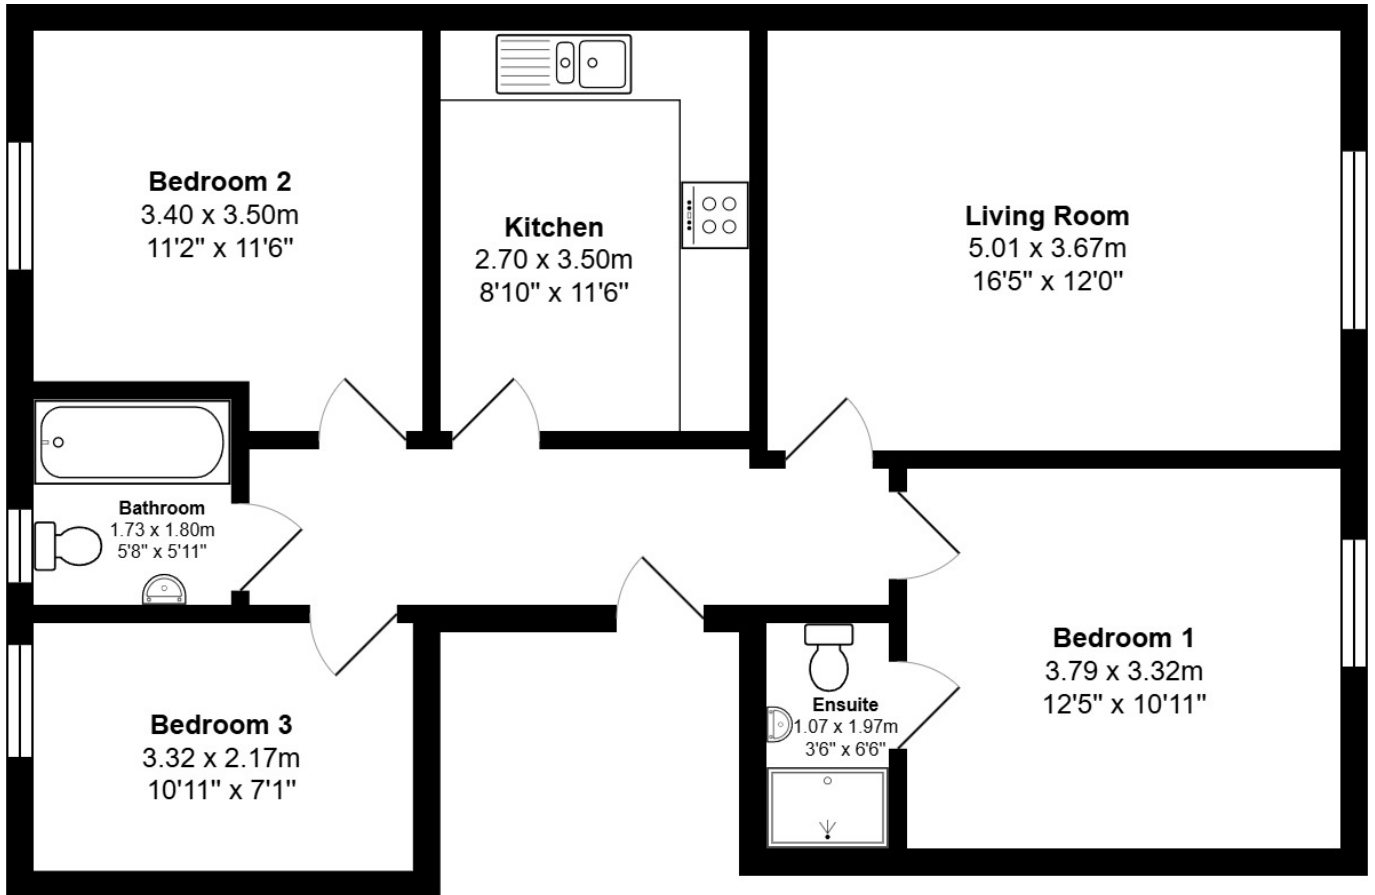 Bedroom 2
3.40 x 3.50m
11'2" x 11'6"
Kitchen
2.70 x 3.50m
8'10" x 11'6"
Living Room
5.01 x 3.67m
16'5" x 12'0"
Bathroom
1.73 x 1.80m
5'8" x 5'11"
Bedroom 3
3.32 x 2.17m
10'11" x 7'1"
Ensuite
1.07 x 1.97m
3'6" x 6'6"
Bedroom 1
3.79 x 3.32m
12'5" x 10'11"